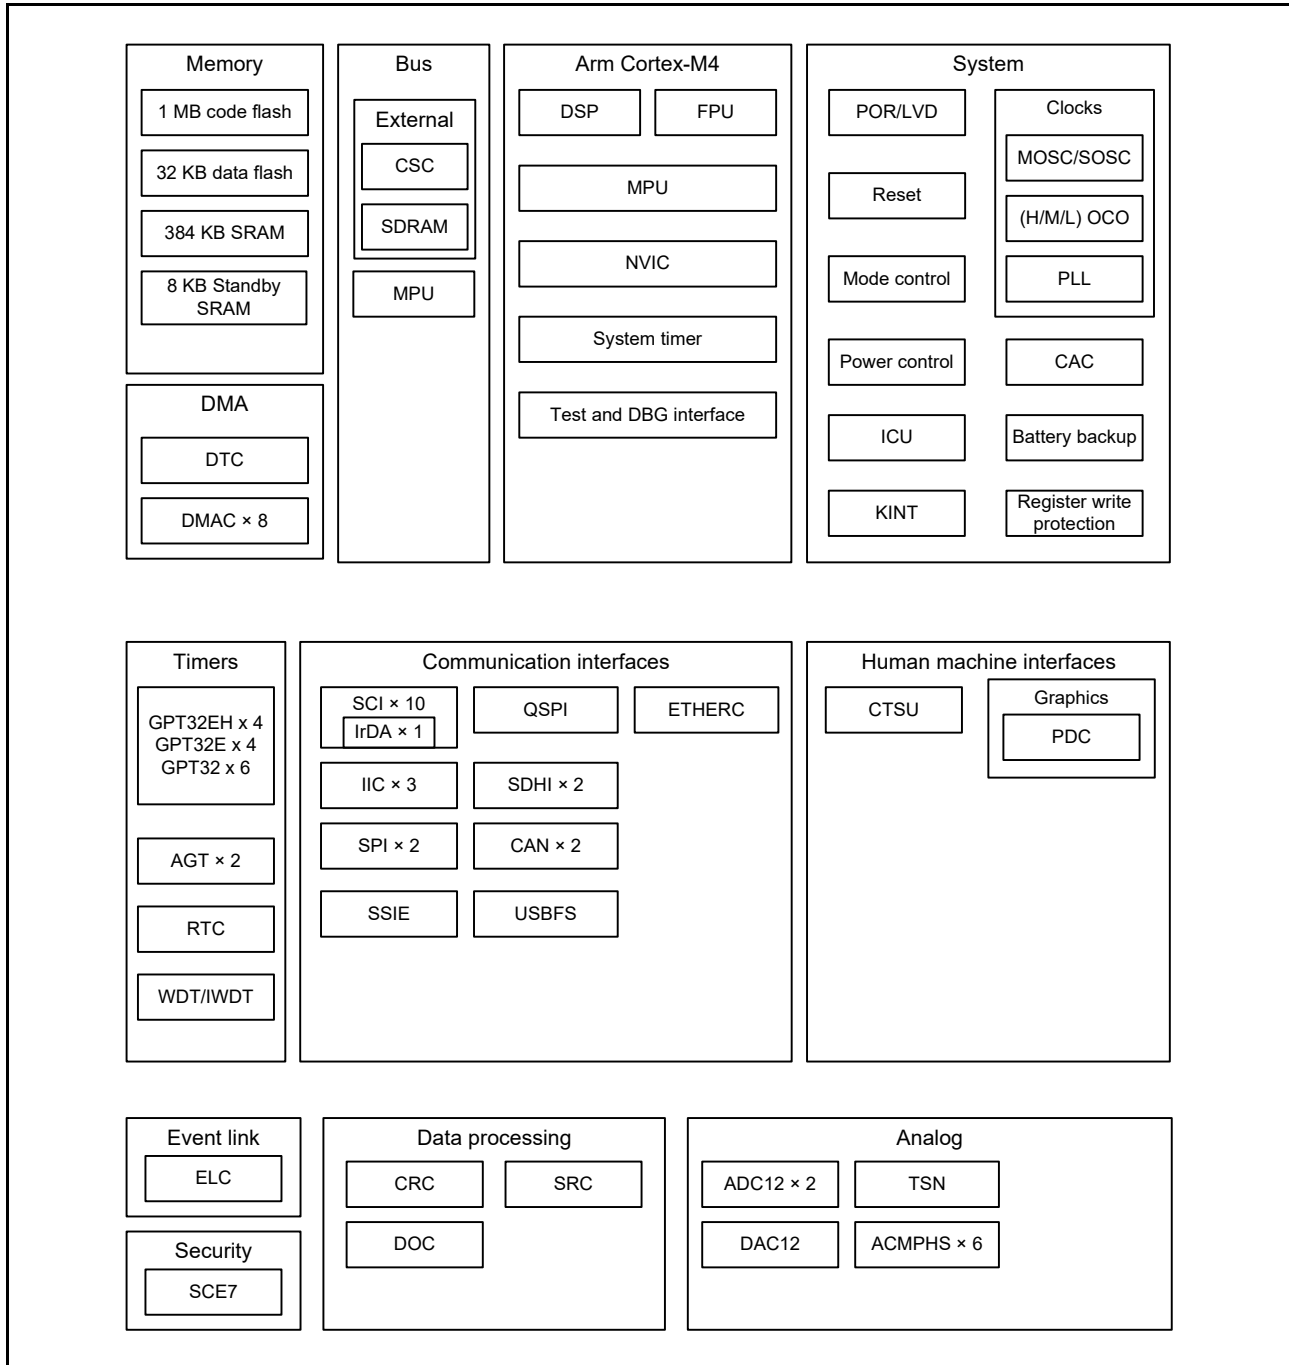 Memory
1 MB code flash
32 KB data flash
384 KB SRAM
8 KB Standby
SRAM
DMA
DTC
DMAC × 8
Bus
External
CSC
SDRAM
MPU
Arm Cortex-M4
DSP
FPU
MPU
NVIC
System timer
Test and DBG interface
System
POR/LVD
Reset
Mode control
Power control
ICU
KINT
Clocks
MOSC/SOSC
(H/M/L) OCO
PLL
CAC
Battery backup
Register write
protection
Timers
GPT32EH x 4
GPT32E x 4
GPT32 x 6
AGT × 2
RTC
WDT/IWDT
Communication interfaces
SCI × 10
IrDA × 1
QSPI
ETHERC
IIC × 3
SDHI × 2
SPI × 2
CAN × 2
SSIE
USBFS
Human machine interfaces
CTSU
Graphics
PDC
Event link
ELC
Security
SCE7
Data processing
CRC
SRC
DOC
Analog
ADC12 × 2
TSN
DAC12
ACMPHS × 6